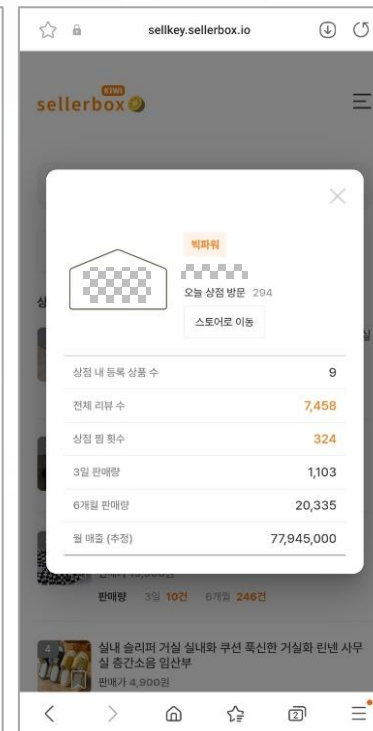 sellkey.sellerbox.io
KIWI
sellerbox
빅파워
오늘 상점 방문 294
스토어로 이동
상점 내 등록 상품 수 9
전체 리뷰 수 7,458
상점 찜 횟수 324
3일 판매량 1,103
6개월 판매량 20,335
월 매출 (추정) 77,945,000
판매량 3일 10건 6개월 246건
4
실내 슬리퍼 거실 실내화 쿠션 푹신한 거실화 린넨 사무
실 층간소음 임산부
판매가 4,900원
2